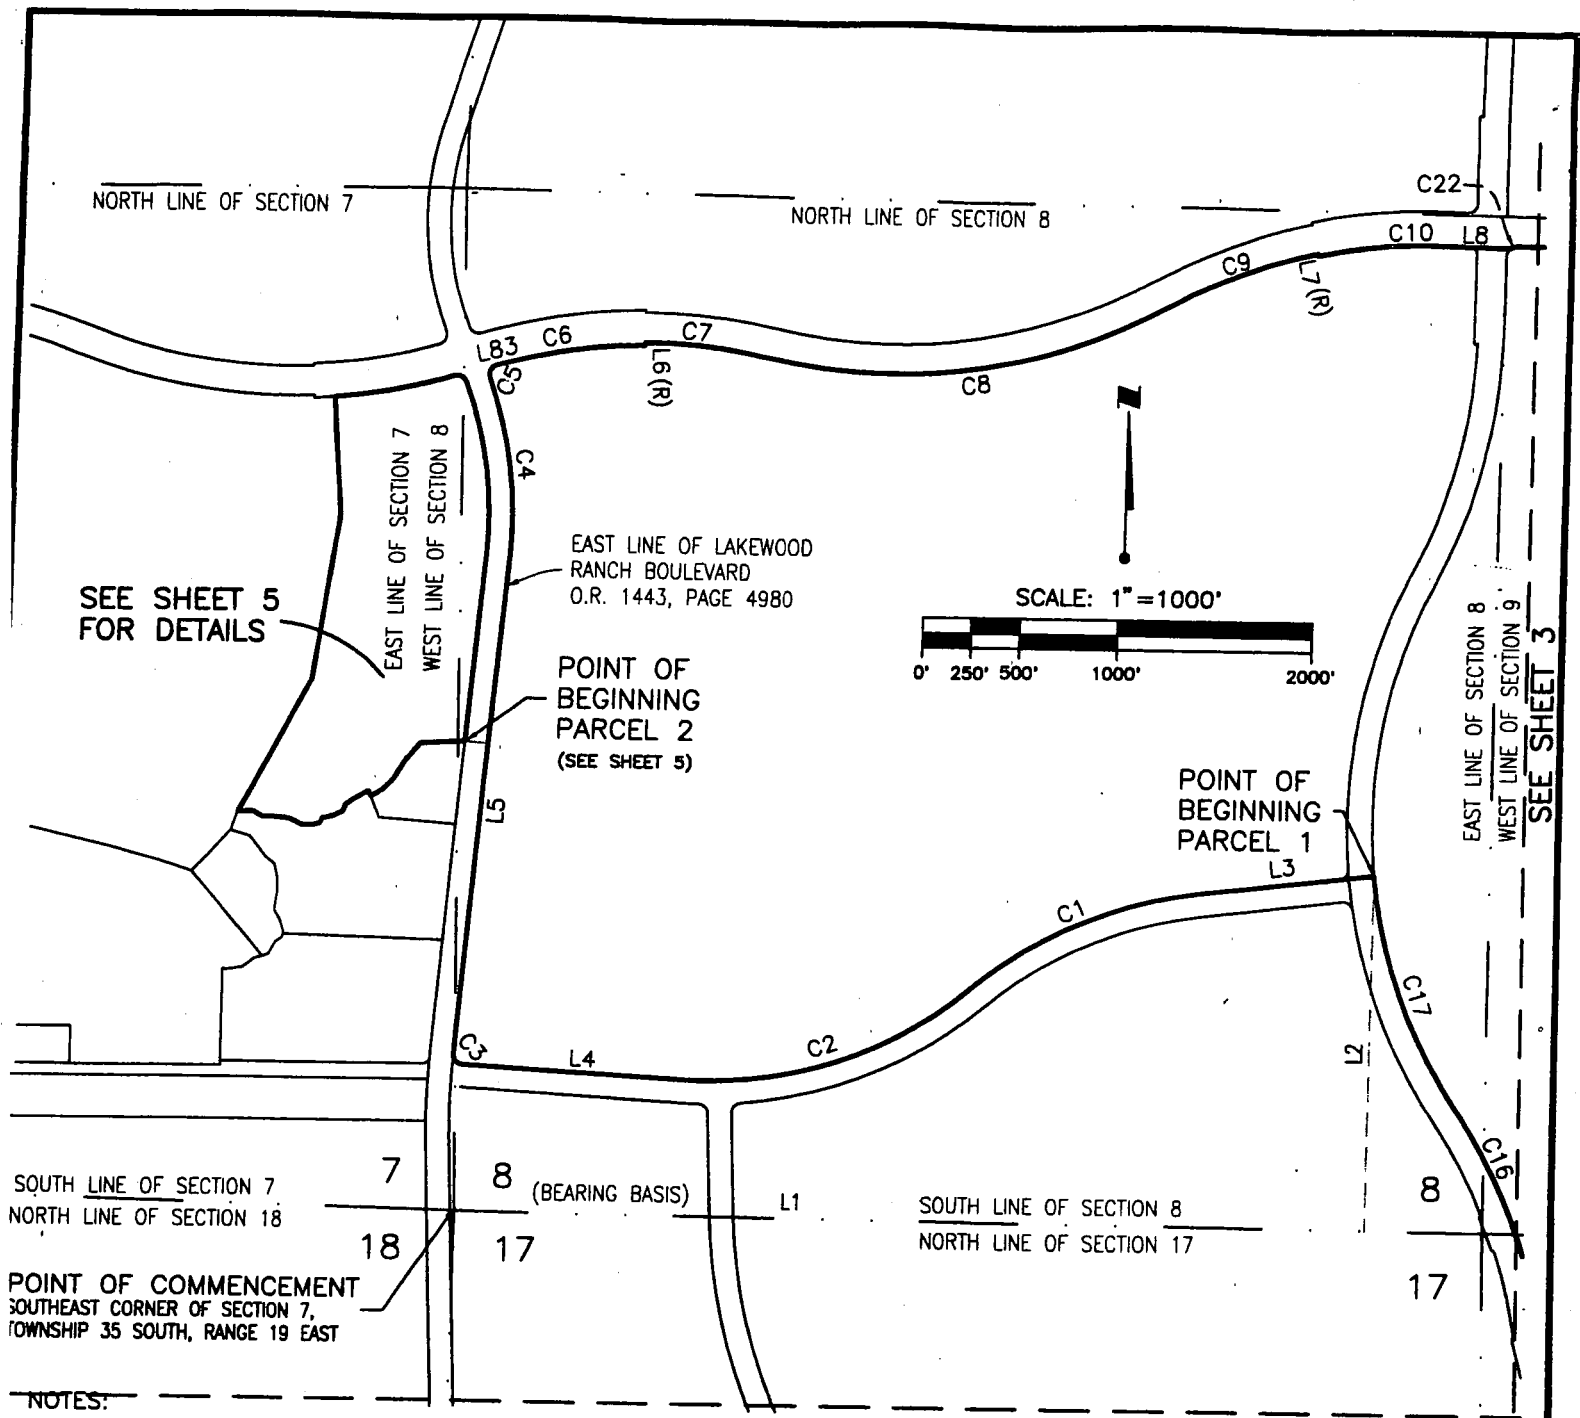 C22
NORTH LINE OF SECTION 7
NORTH LINE OF SECTION 8
C10
L8
C9
L7 (R)
C6
C7
L83
C5
L6 (R)
C8
N
C4
EAST LINE OF SECTION 7
WEST LINE OF SECTION 8
EAST LINE OF LAKEWOOD
RANCH BOULEVARD
O.R. 1443, PAGE 4980
SEE SHEET 5
FOR DETAILS
SCALE: 1"=1000'
0' 250' 500' 1000' 2000'
POINT OF
BEGINNING
PARCEL 2
(SEE SHEET 5)
EAST LINE OF SECTION 8
WEST LINE OF SECTION 9
SEE SHEET 3
POINT OF
BEGINNING
PARCEL 1
L5
L3
C1
C17
C3
L4
C2
L2
C16
7
8
(BEARING BASIS)
L1
8
SOUTH LINE OF SECTION 7
NORTH LINE OF SECTION 18
SOUTH LINE OF SECTION 8
NORTH LINE OF SECTION 17
18
17
17
POINT OF COMMENCEMENT
SOUTHEAST CORNER OF SECTION 7,
TOWNSHIP 35 SOUTH, RANGE 19 EAST
NOTES: